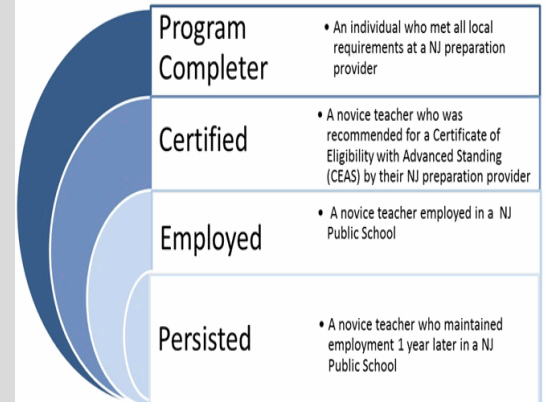 Program
Completer
• An individual who met all local
requirements at a NJ preparation
provider
Certified
• A novice teacher who was
recommended for a Certificate of
Eligibility with Advanced Standing
(CEAS) by their NJ preparation provider
Employed
• A novice teacher employed in a NJ
Public School
Persisted
• A novice teacher who maintained
employment 1 year later in a NJ
Public School